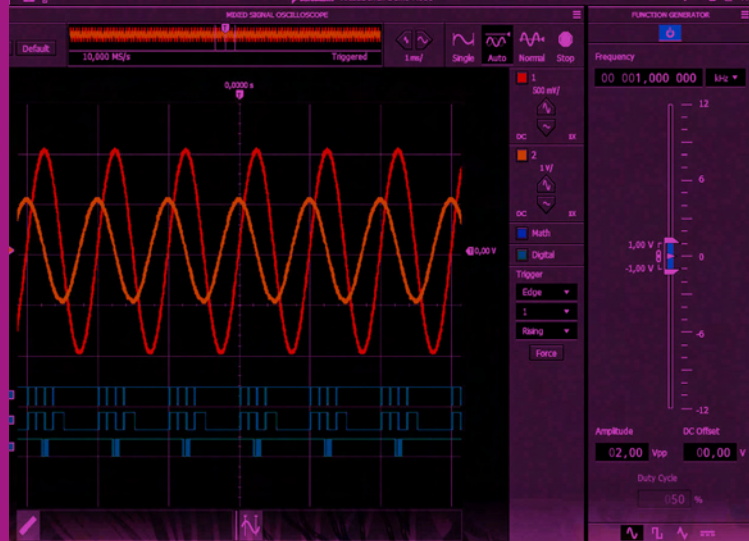 MIXED SIGNAL OSCILLOSCOPE
Default
10,000 MS/s
Triggered
1 ms/
Single
Auto
Normal
Stop
0,0000 s
T
T 0,00 V
1
500 mV/
DC
1X
2
1 V/
DC
1X
Math
Digital
Trigger
Edge
1
Rising
Force
FUNCTION GENERATOR
Frequency
00 001,000 000
kHz
12
6
1,00 V
0
-1,00 V
-6
-12
Amplitude
DC Offset
02,00 Vpp
00,00 V
Duty Cycle
050 %